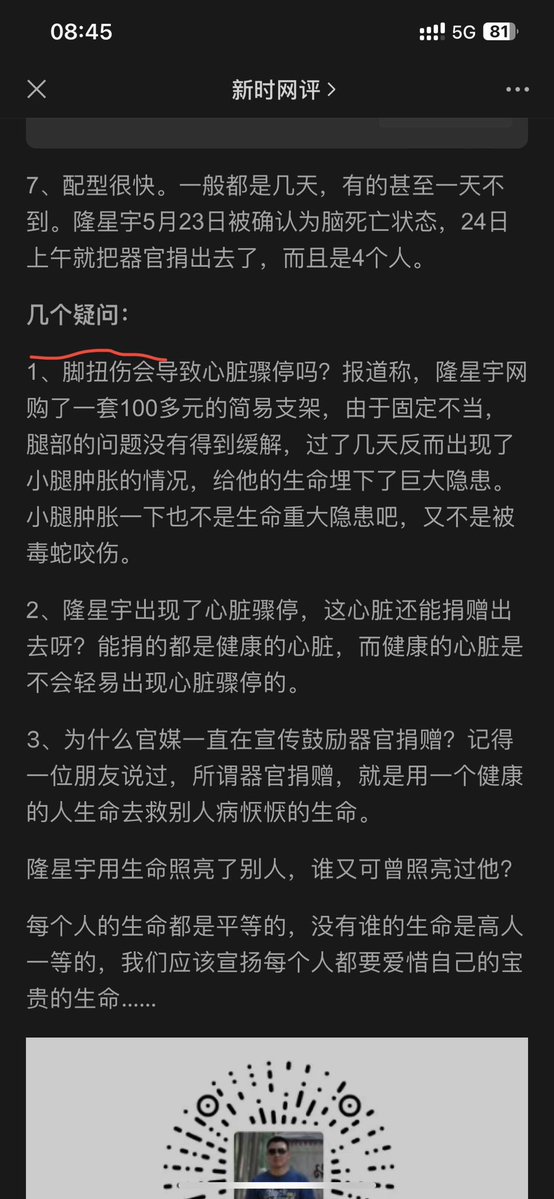 08:45
5G
81
新时网评
7、配型很快。一般都是几天，有的甚至一天不
到。隆星宇5月23日被确认为脑死亡状态，24日
上午就把器官捐出去了，而且是4个人。
几个疑问：
1、脚扭伤会导致心脏骤停吗？报道称，隆星宇网
购了一套100多元的简易支架，由于固定不当，
腿部的问题没有得到缓解，过了几天反而出现了
小腿肿胀的情况，给他的生命埋下了巨大隐患。
小腿肿胀一下也不是生命重大隐患吧，又不是被
毒蛇咬伤。
2、隆星宇出现了心脏骤停，这心脏还能捐赠出
去呀？能捐的都是健康的心脏，而健康的心脏是
不会轻易出现心脏骤停的。
3、为什么官媒一直在宣传鼓励器官捐赠？记得
一位朋友说过，所谓器官捐赠，就是用一个健康
的人生命去救别人病恹恹的生命。
隆星宇用生命照亮了别人，谁又可曾照亮过他？
每个人的生命都是平等的，没有谁的生命是高人
一等的，我们应该宣扬每个人都要爱惜自己的宝
贵的生命......